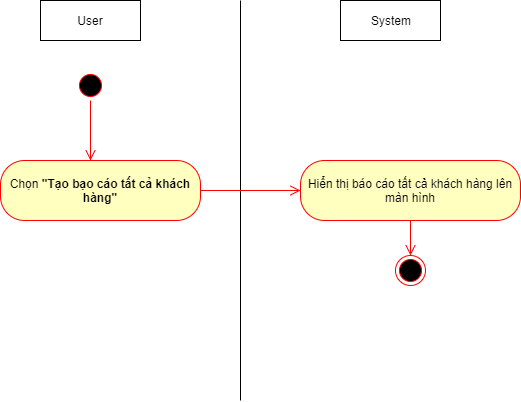 User
System
Chọn "Tạo bạo cáo tất cả khách
hàng"
Hiển thị báo cáo tất cả khách hàng lên
màn hình